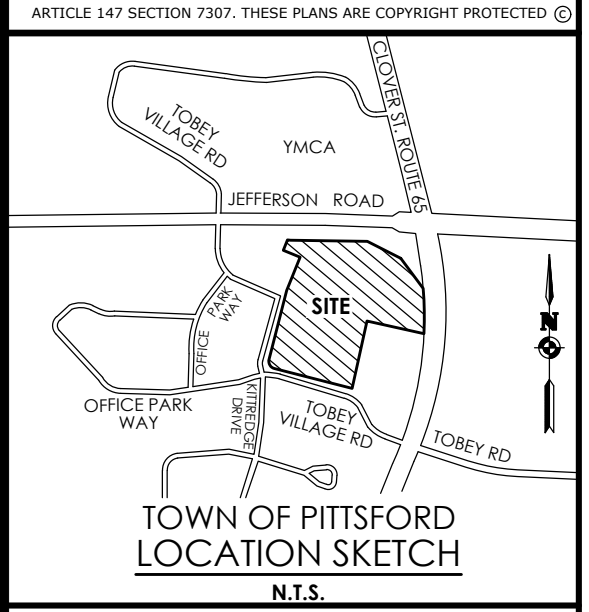 ARTICLE 147 SECTION 7307. THESE PLANS ARE COPYRIGHT PROTECTED ©
CLOVER ST. ROUTE 65
TOBEY
VILLAGE RD
YMCA
JEFFERSON ROAD
SITE
N
OFFICE
PARK
WAY
OFFICE PARK
WAY
KITTREDGE
DRIVE
TOBEY
VILLAGE RD
TOBEY RD
TOWN OF PITTSFORD
LOCATION SKETCH
N.T.S.